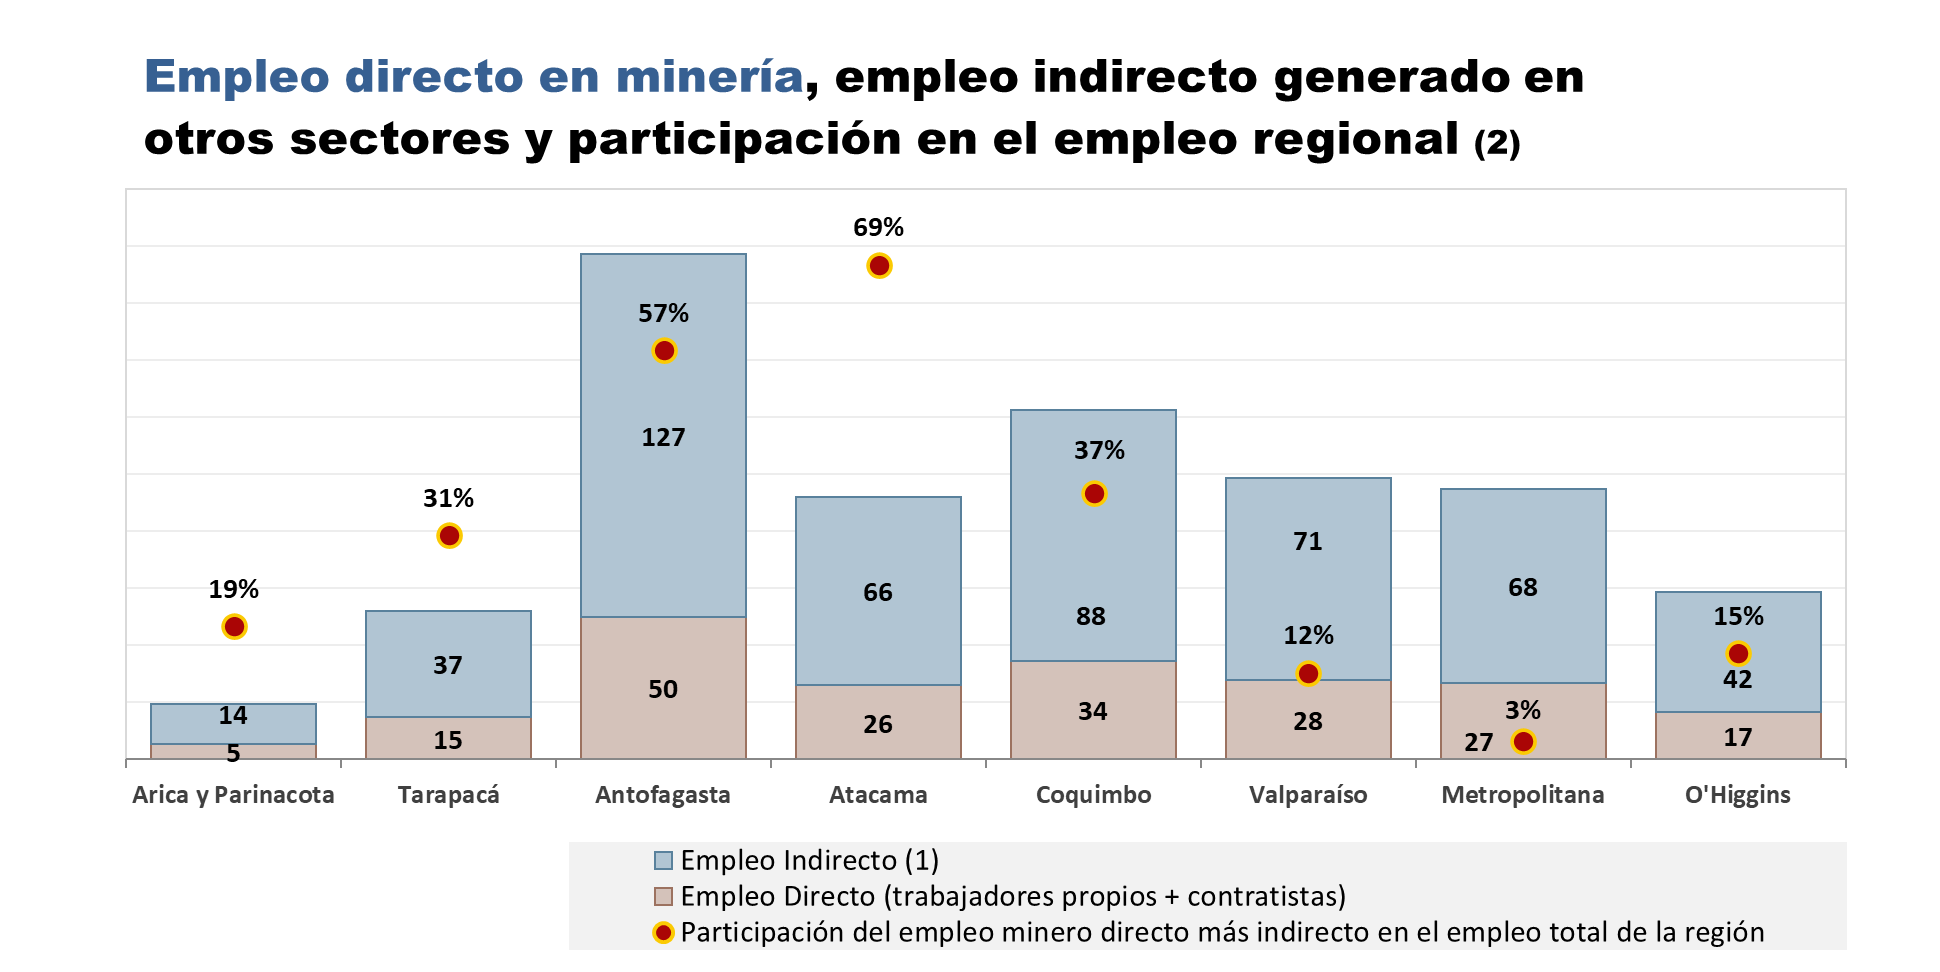 Empleo directo en minería, empleo indirecto generado en
otros sectores y participación en el empleo regional (2)
69%
57%
127
37%
31%
71
19%
66
68
88
15%
12%
37
42
50
3%
14
34
28
26
27
17
15
5
Arica y Parinacota
Tarapacá
Antofagasta
Atacama
Coquimbo
Valparaíso
Metropolitana
O'Higgins
Empleo Indirecto (1)
Empleo Directo (trabajadores propios + contratistas)
Participación del empleo minero directo más indirecto en el empleo total de la región